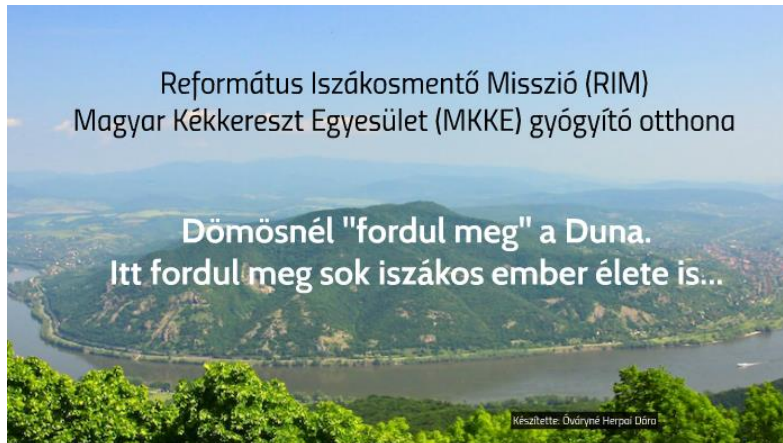 Református Iszákosmentő Misszió (RIM)
Magyar Kékkereszt Egyesület (MKKE) gyógyító otthona
Dömösnél "fordul meg" a Duna.
Itt fordul meg sok iszákos ember élete is...
Készítette: Óváryné Herpai Dóra